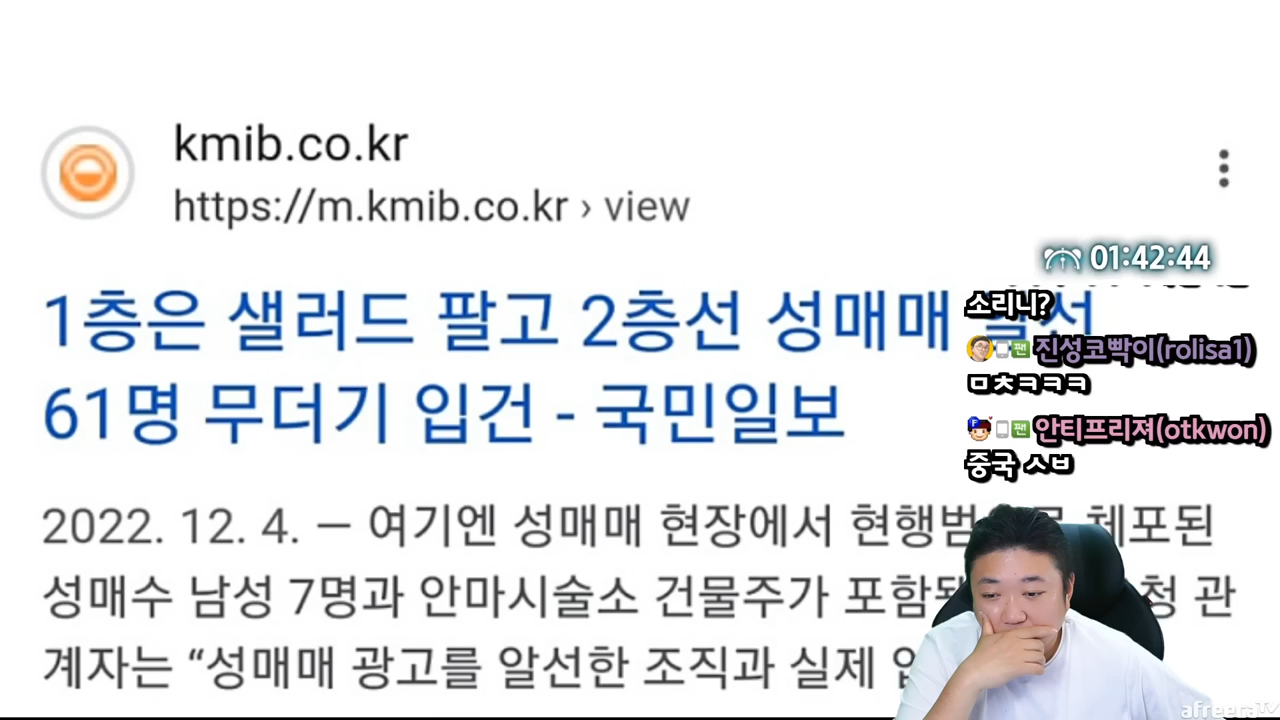 kmib.co.kr
https://m.kmib.co.kr › view
01:42:44
1층은 샐러드 팔고 2층선 성매매
61명 무더기 입건 - 국민일보
소리니?
진성코빡이(rolisa1)
ㅁㅊㅋㅋㅋ
안티프리져(otkwon)
중국 ㅅㅂ
2022. 12. 4. — 여기엔 성매매 현장에서 현행범 체포된
성매수 남성 7명과 안마시술소 건물주가 포함 청 관
계자는 “성매매 광고를 알선한 조직과 실제
afreecaTV